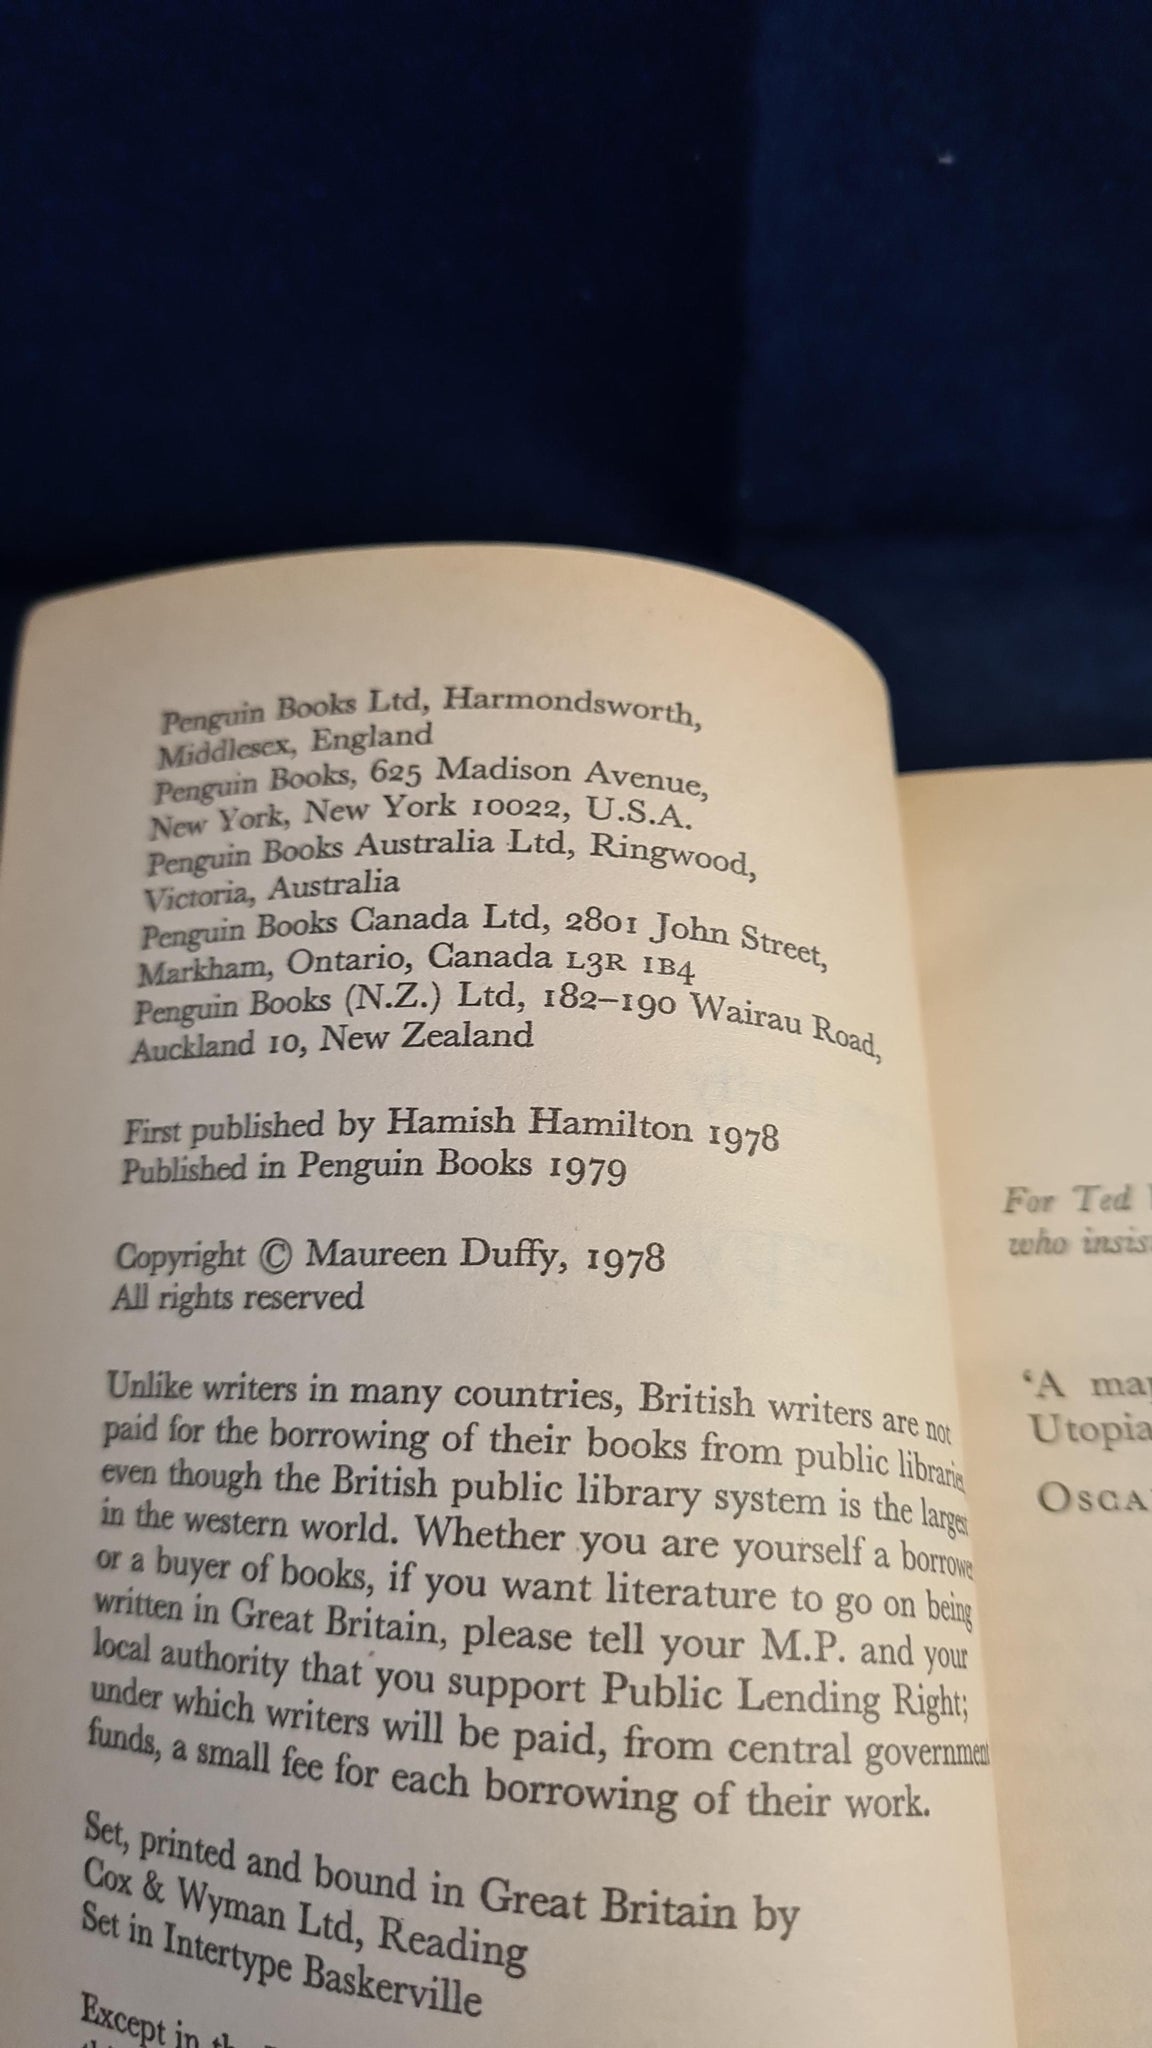 Penguin Books Ltd, Harmondsworth,
Middlesex, England
Penguin Books, 625 Madison Avenue,
New York, New York 10022, U.S.A.
Penguin Books Australia Ltd, Ringwood,
Victoria, Australia
Penguin Books Canada Ltd, 2801 John Street,
Markham, Ontario, Canada L3R 1B4
Penguin Books (N.Z.) Ltd, 182–190 Wairau Road,
Auckland 10, New Zealand
First published by Hamish Hamilton 1978
Published in Penguin Books 1979
Copyright © Maureen Duffy, 1978
All rights reserved
Unlike writers in many countries, British writers are not
paid for the borrowing of their books from public
even though the British public library system is the
in the western world. Whether you are yourself a
or a buyer of books, if you want literature to go on being
written in Great Britain, please tell your M.P. and your
local authority that you support Public Lending Right;
under which writers will be paid, from central government
funds, a small fee for each borrowing of their work.
Set, printed and bound in Great Britain by
Cox & Wyman Ltd, Reading
Set in Intertype Baskerville
Except in
For Ted
who
'A
Utopia